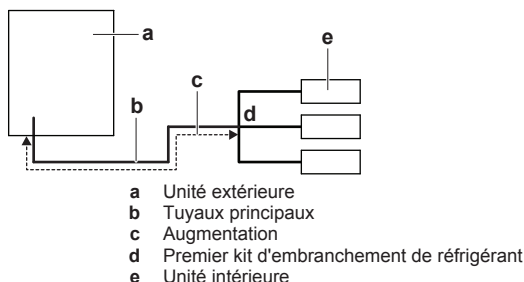 a
e
c
b
d
a Unité extérieure
b Tuyaux principaux
c Augmentation
d Premier kit d'embranchement de réfrigérant
e Unité intérieure